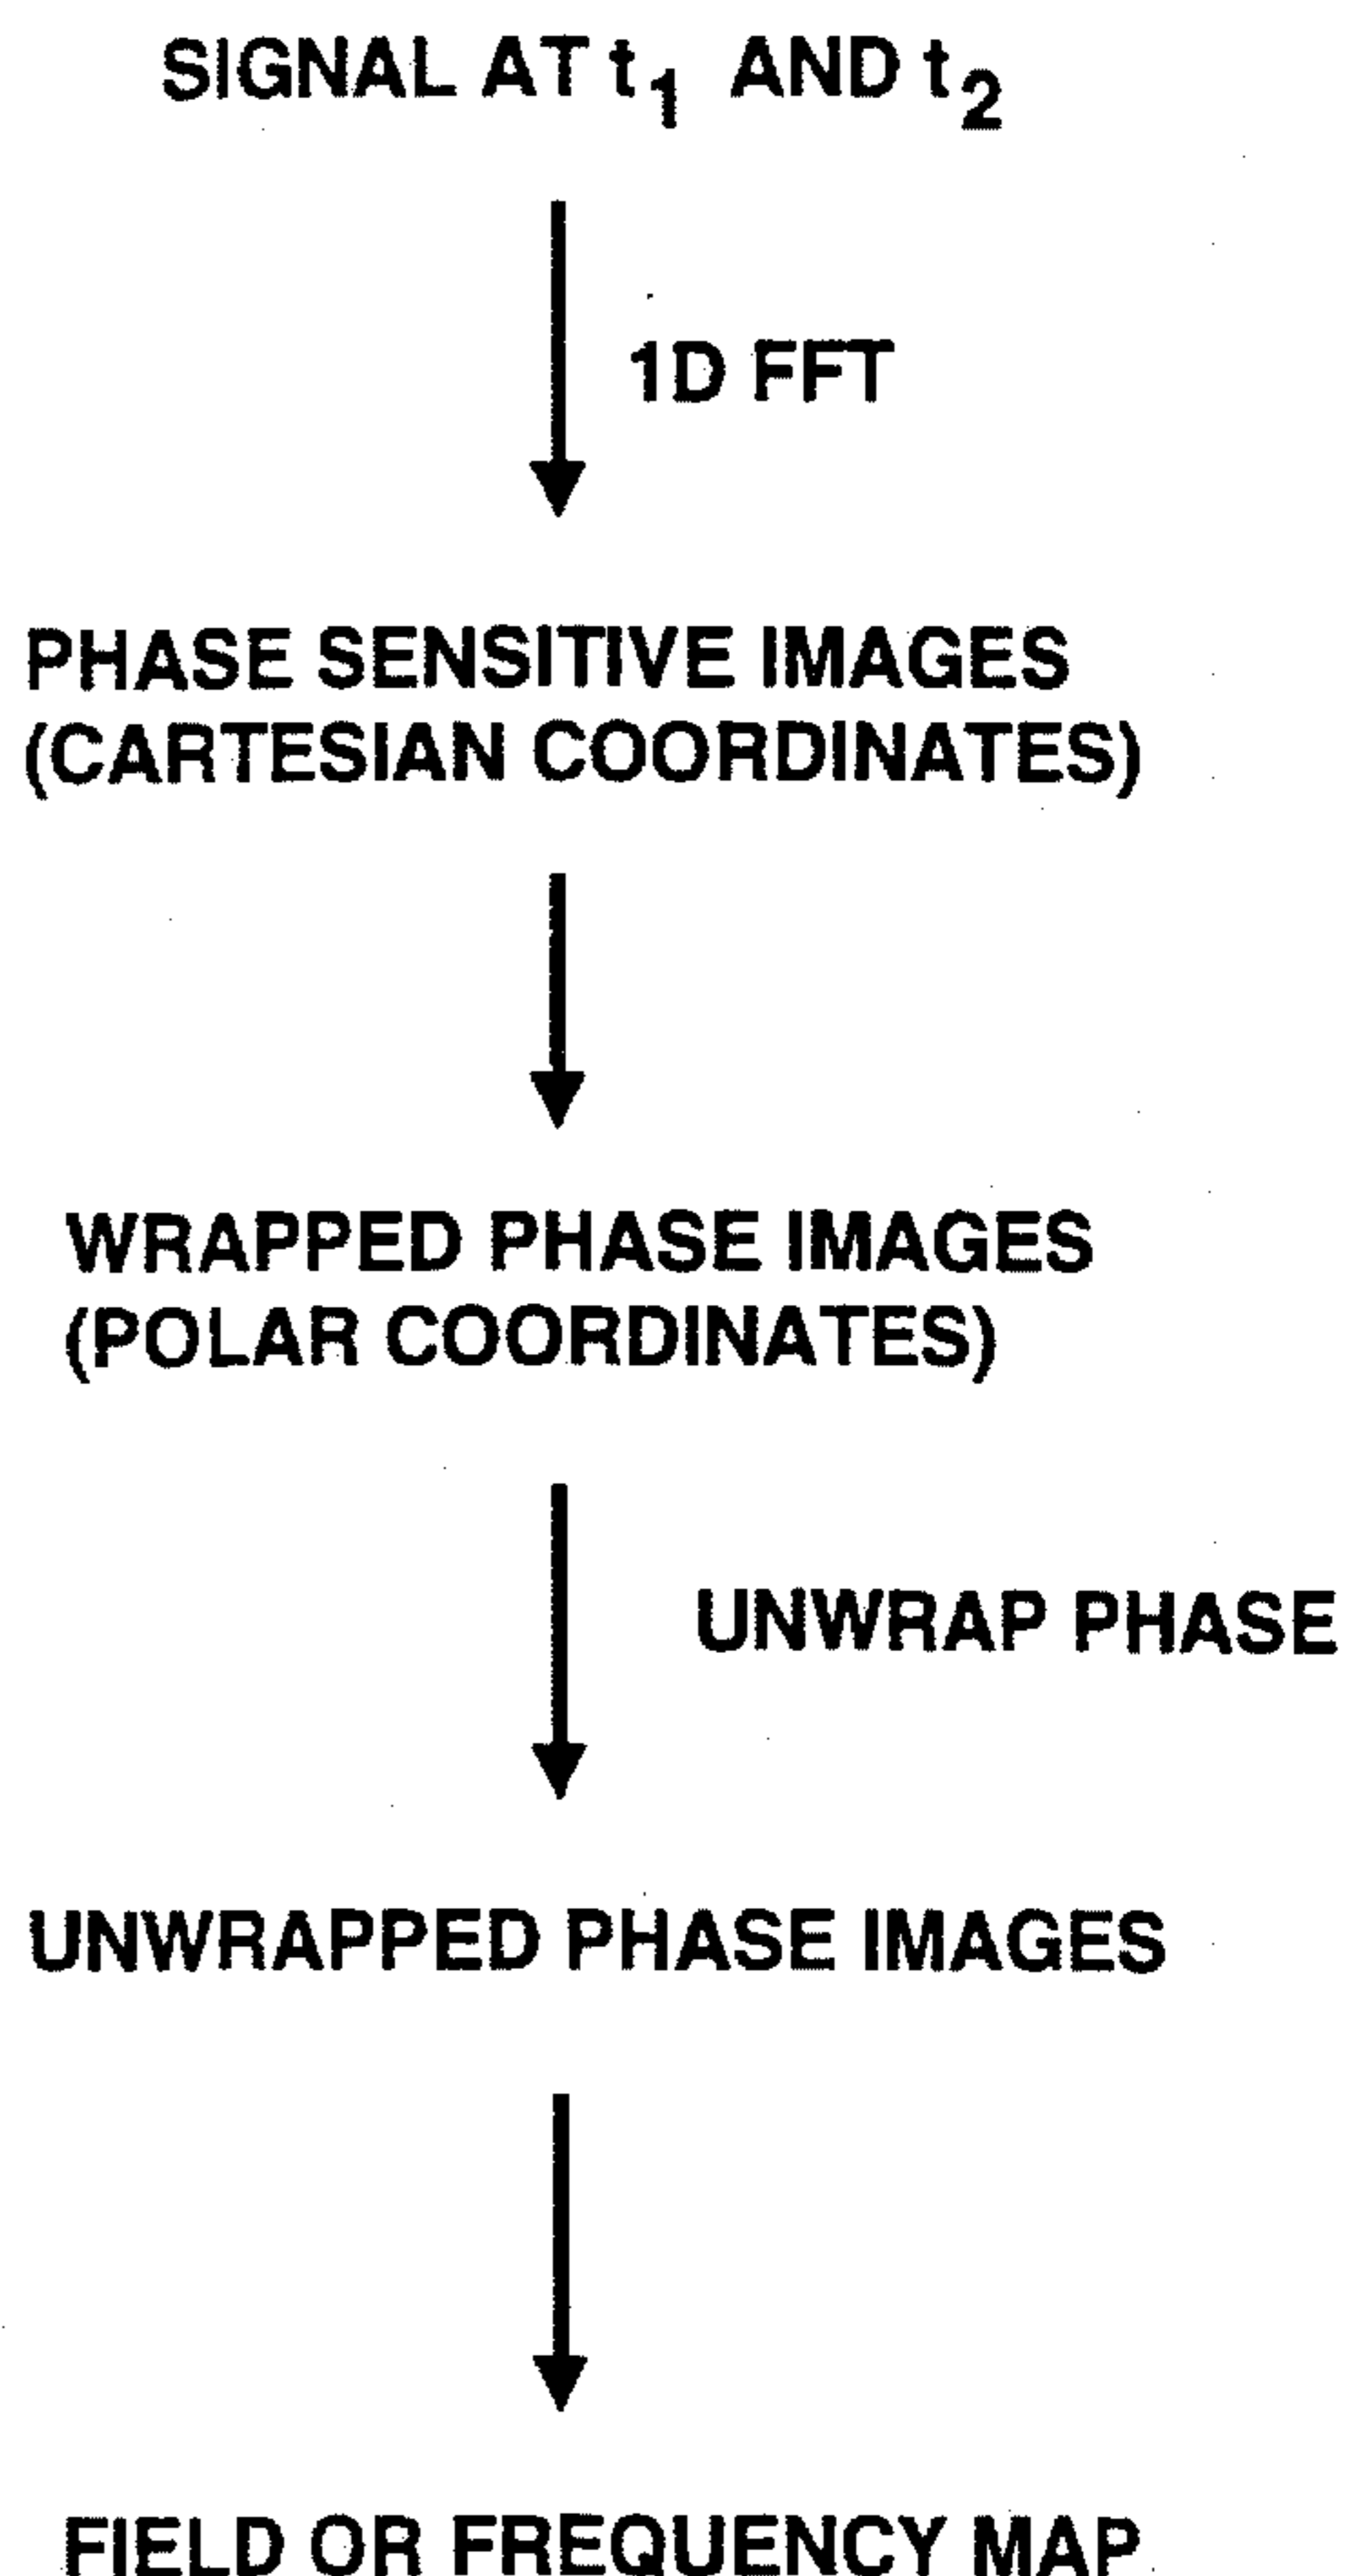 SIGNAL AT t₁ AND t₂
1D FFT
PHASE SENSITIVE IMAGES
(CARTESIAN COORDINATES)
WRAPPED PHASE IMAGES
(POLAR COORDINATES)
UNWRAP PHASE
UNWRAPPED PHASE IMAGES
FIELD OR FREQUENCY MAP